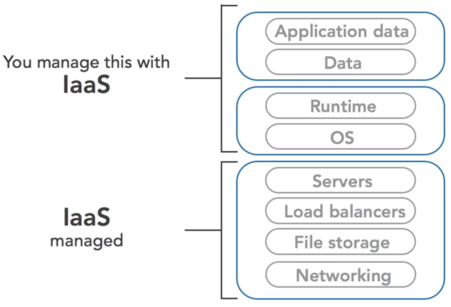 You manage this with
IaaS
Application data
Data
Runtime
OS
IaaS
managed
Servers
Load balancers
File storage
Networking